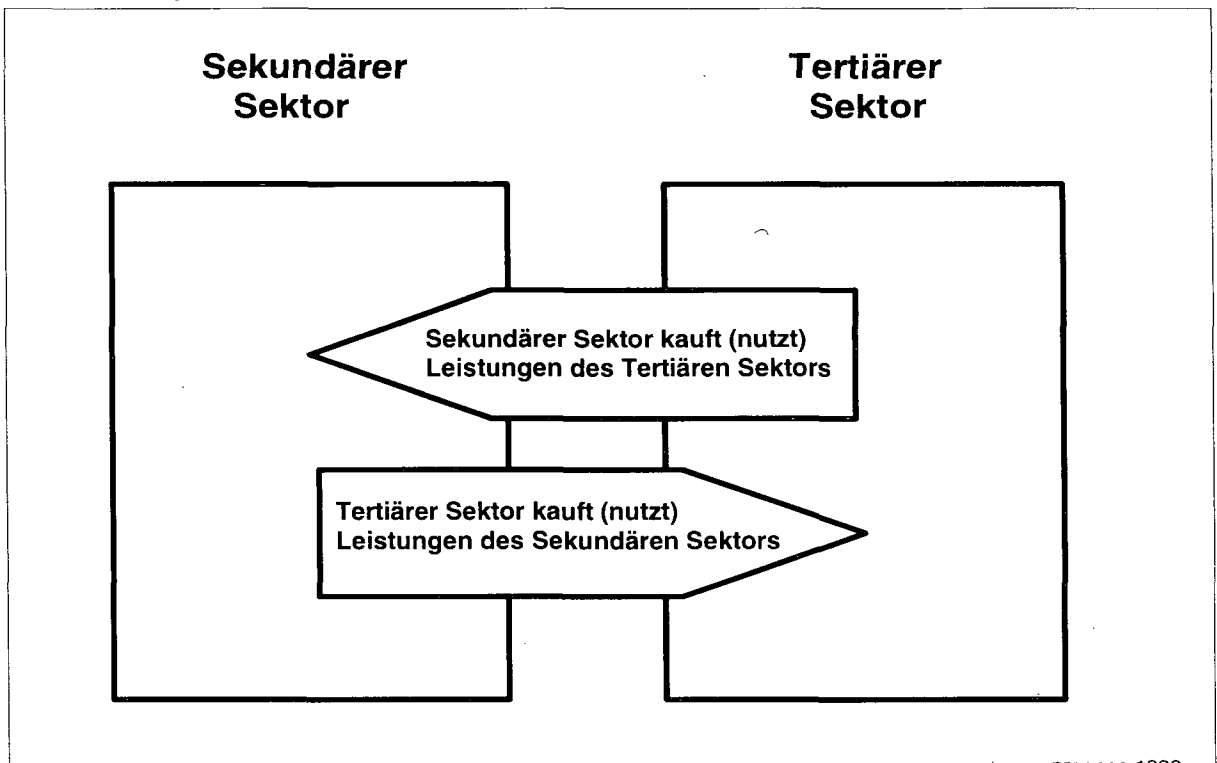 Sekundärer
Sektor
Tertiärer
Sektor
Sekundärer Sektor kauft (nutzt)
Leistungen des Tertiären Sektors
Tertiärer Sektor kauft (nutzt)
Leistungen des Sekundären Sektors